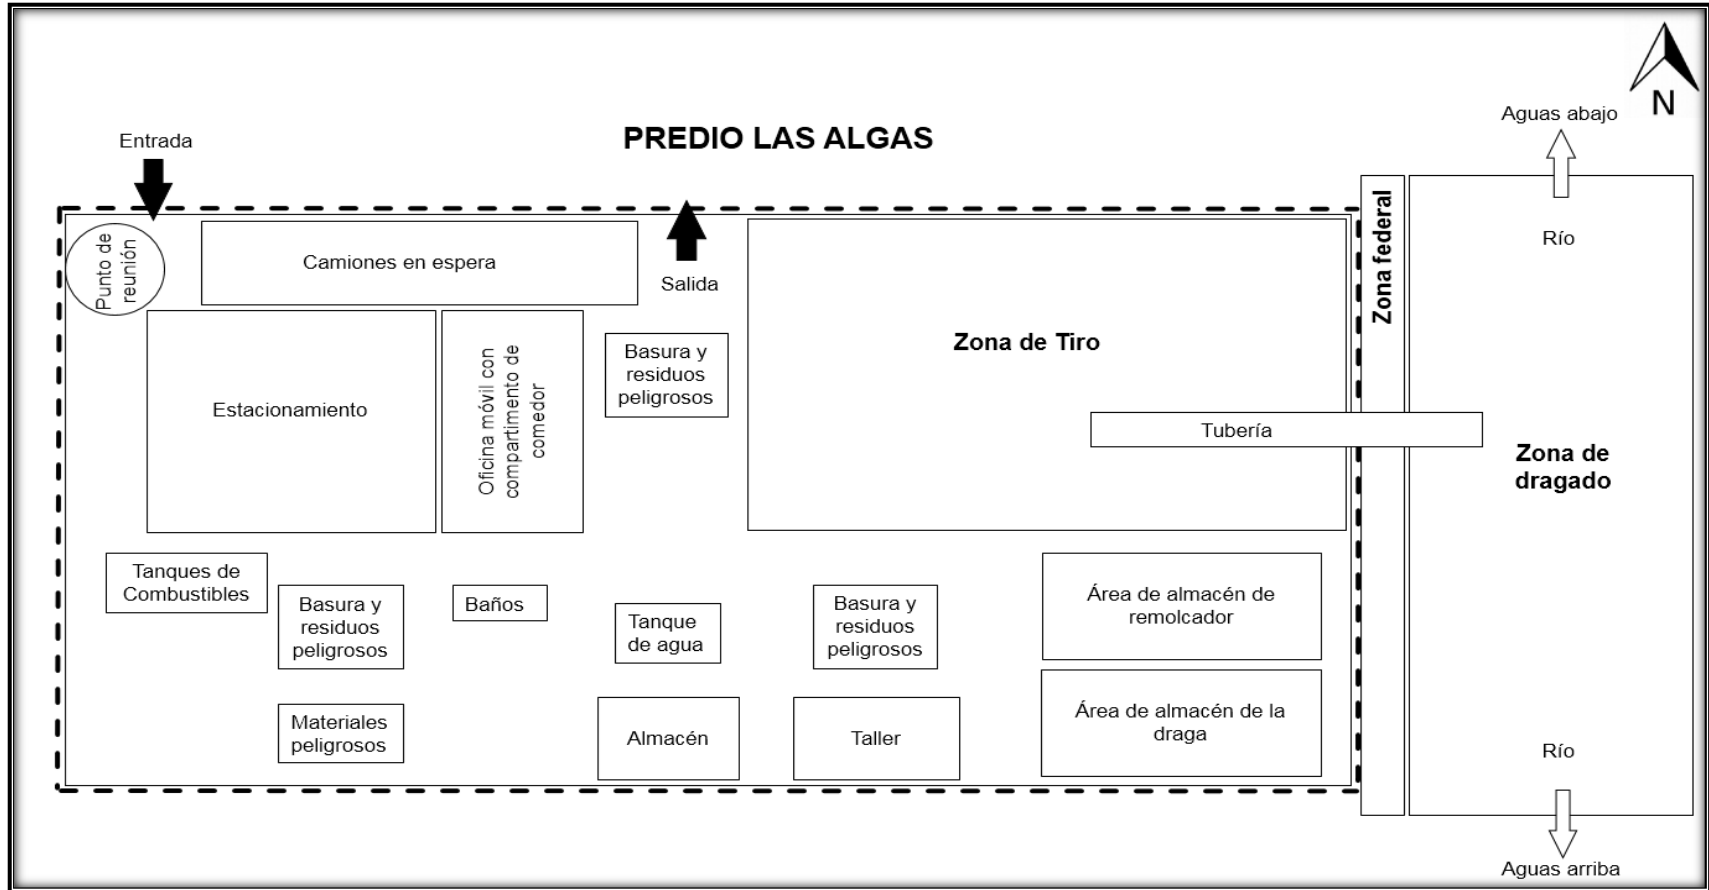 N
Aguas abajo
PREDIO LAS ALGAS
Entrada
Zona federal
Río
Punto de
reunión
Camiones en espera
Salida
Zona de Tiro
Basura y
residuos
peligrosos
Oficina móvil con
compartimento de
comedor
Estacionamiento
Tubería
Zona de
dragado
Tanques de
Combustibles
Basura y
residuos
peligrosos
Baños
Tanque
de agua
Basura y
residuos
peligrosos
Área de almacén de
remolcador
Materiales
peligrosos
Almacén
Taller
Área de almacén de la
draga
Río
Aguas arriba